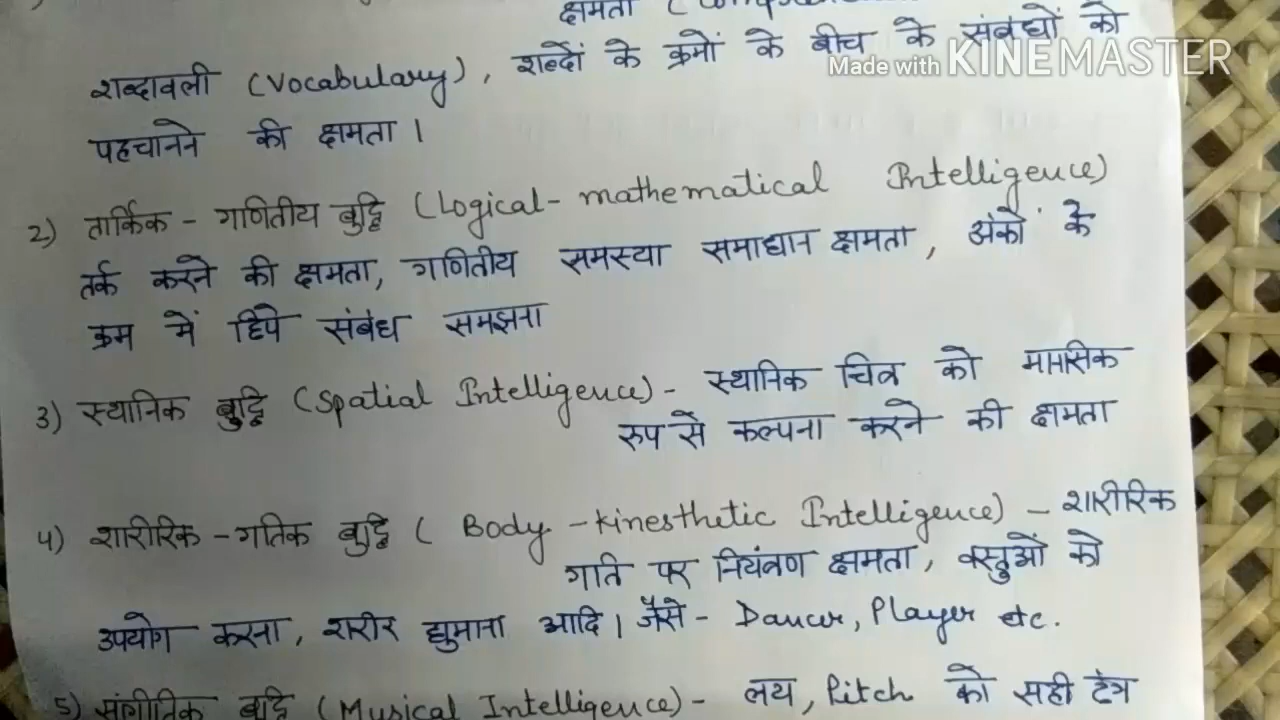 क्षमता (Comprehension
शब्दावली (Vocabulary), शब्दों के क्रमों के बीच के संबंधों को
Made with KINEMASTER
पहचानने की क्षमता।
2) तार्किक - गणितीय बुद्धि (Logical - mathematical Intelligence)
तर्क करने की क्षमता, गणितीय समस्या समाधान क्षमता, अंकों के
क्रम में छिपे संबंध समझना
3) स्थानिक बुद्धि (Spatial Intelligence) - स्थानिक चित्र को मानसिक
रुप से कल्पना करने की क्षमता
4) शारीरिक - गतिक बुद्धि ( Body - Kinesthetic Intelligence) - शारीरिक
गति पर नियंत्रण क्षमता, वस्तुओं को
उपयोग करना, शरीर घुमाना आदि। जैसे - Dancer, Player etc.
5) सांगीतिक बुद्धि (Musical Intelligence) - लय, Pitch को सही